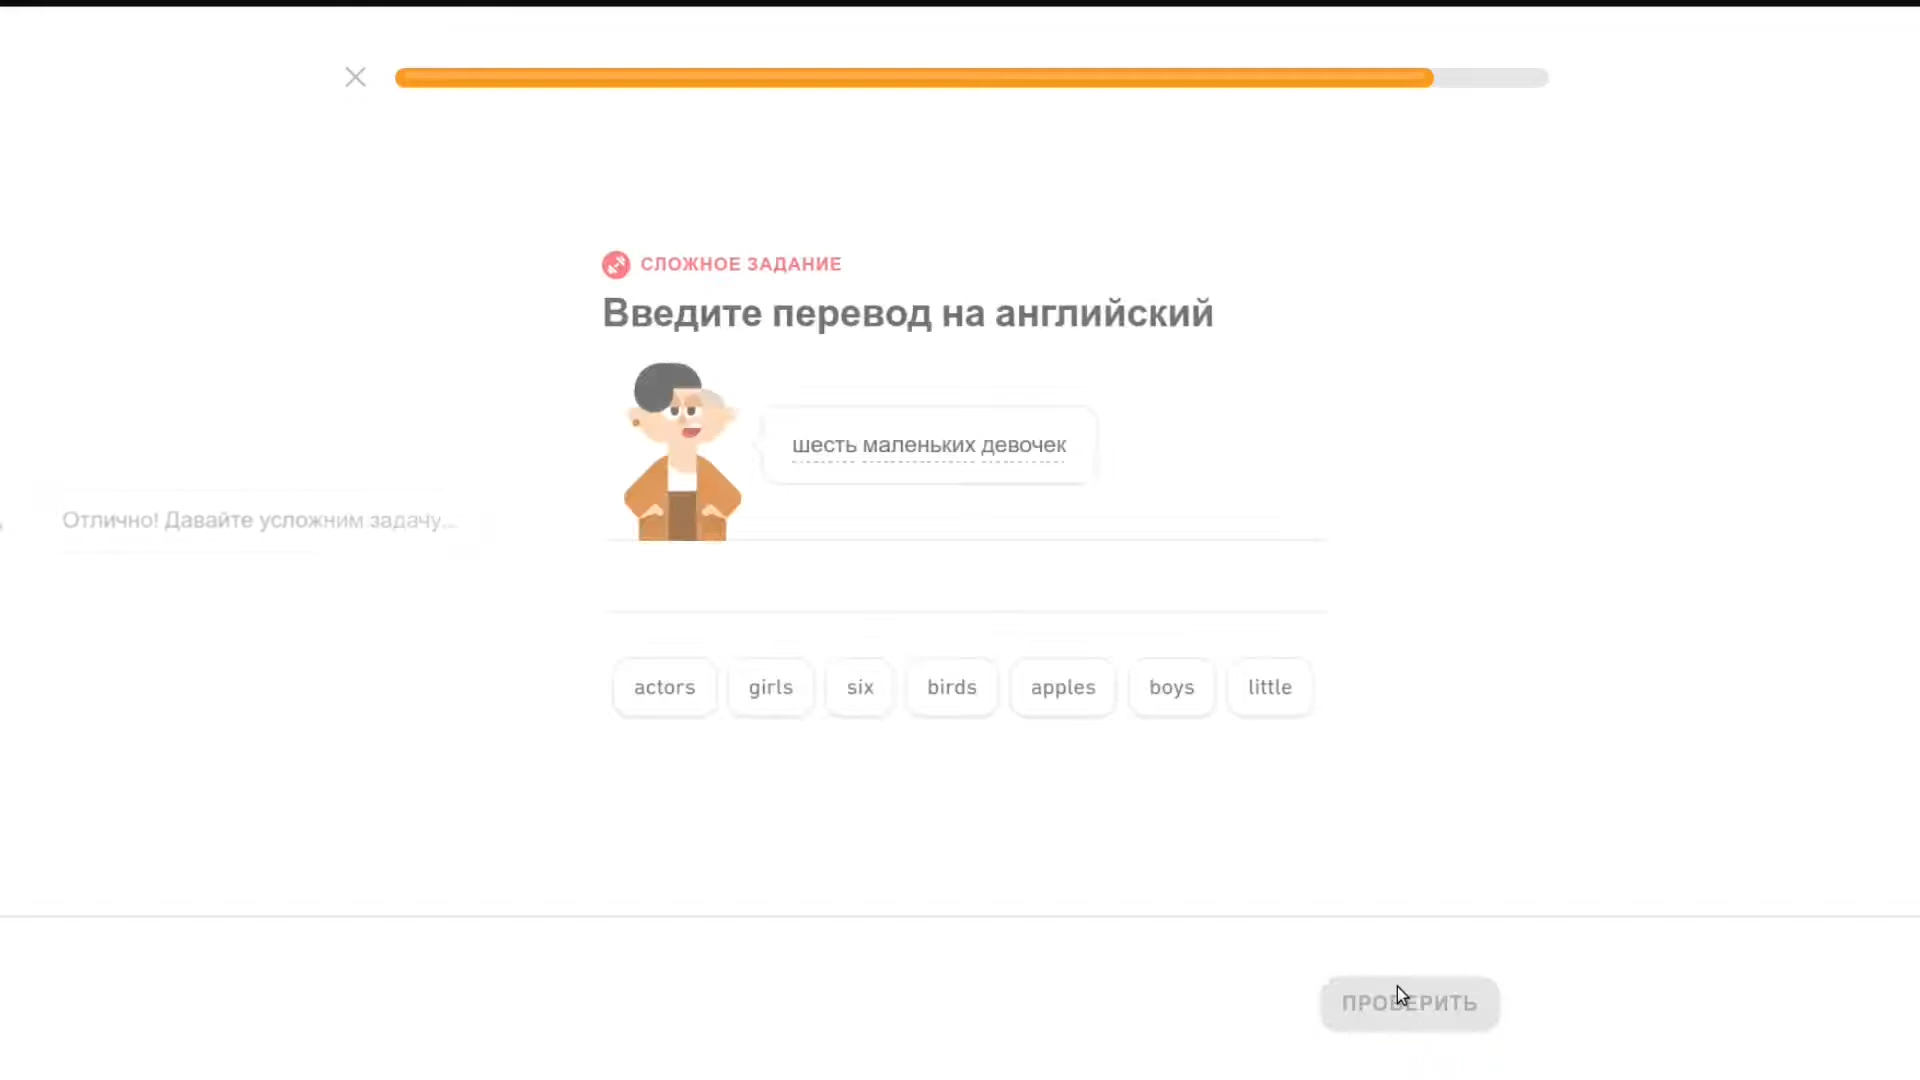 СЛОЖНОЕ ЗАДАНИЕ
Введите перевод на английский
шесть маленьких девочек
Отлично! Давайте усложним задачу...
actors girls six birds apples boys little
ПРОВЕРИТЬ